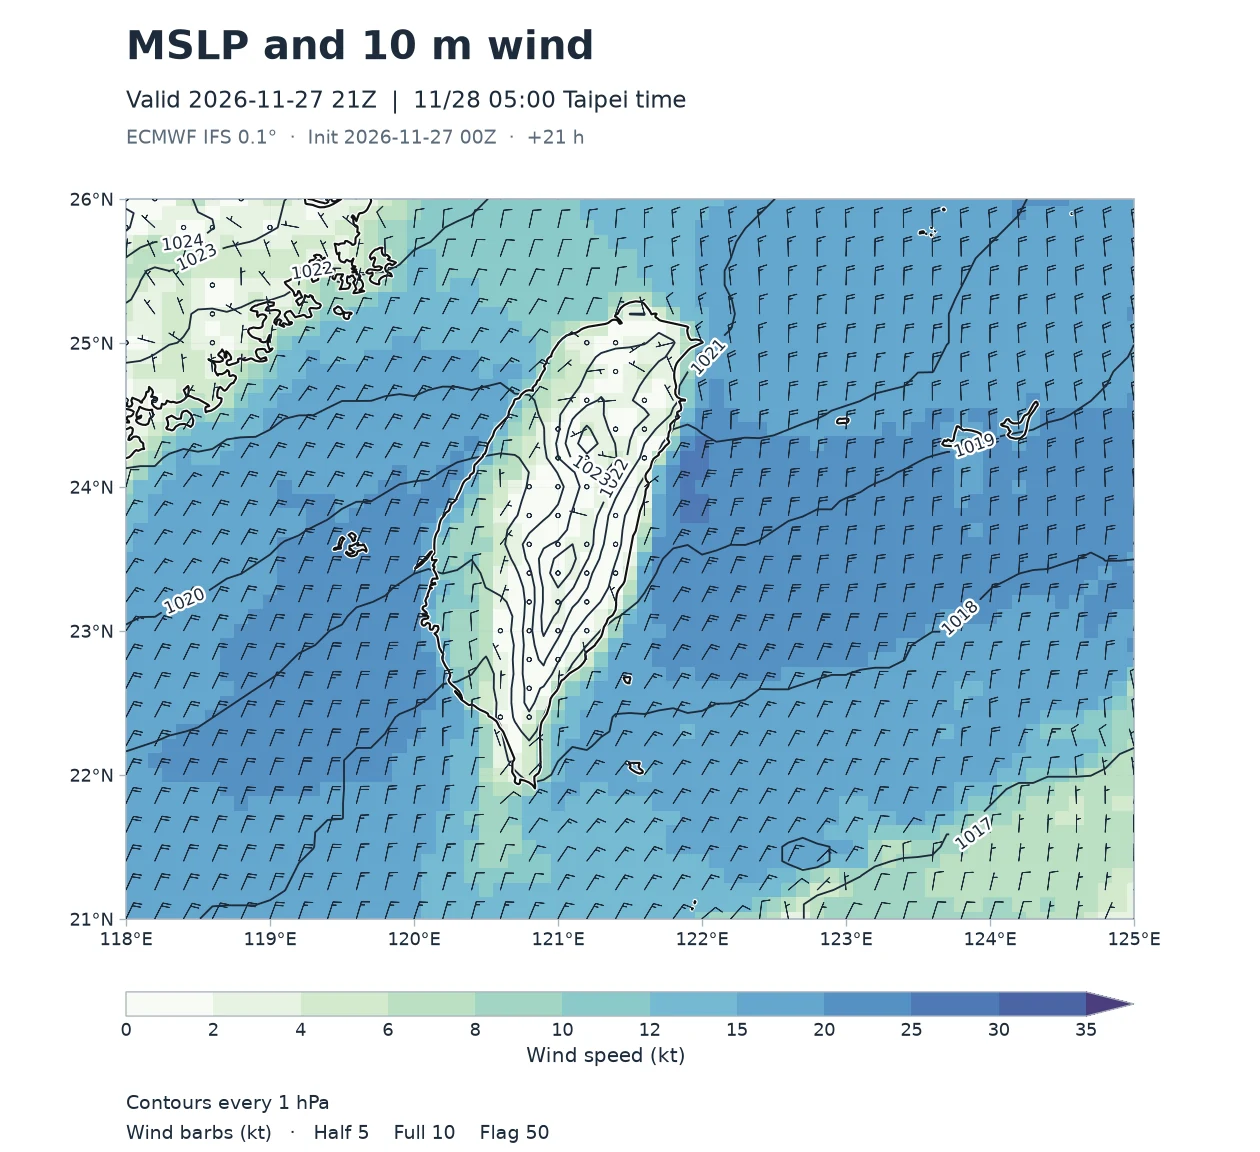 MSLP and 10 m wind
Valid 2026-11-27 21Z | 11/28 05:00 Taipei time
ECMWF IFS 0.1° · Init 2026-11-27 00Z · +21 h
26°N
25°N
24°N
23°N
22°N
21°N
1024
1023
1022
1021
1019
1023
1022
1020
1018
1017
118°E 119°E 120°E 121°E 122°E 123°E 124°E 125°E
0 2 4 6 8 10 12 15 20 25 30 35
Wind speed (kt)
Contours every 1 hPa
Wind barbs (kt) · Half 5 Full 10 Flag 50